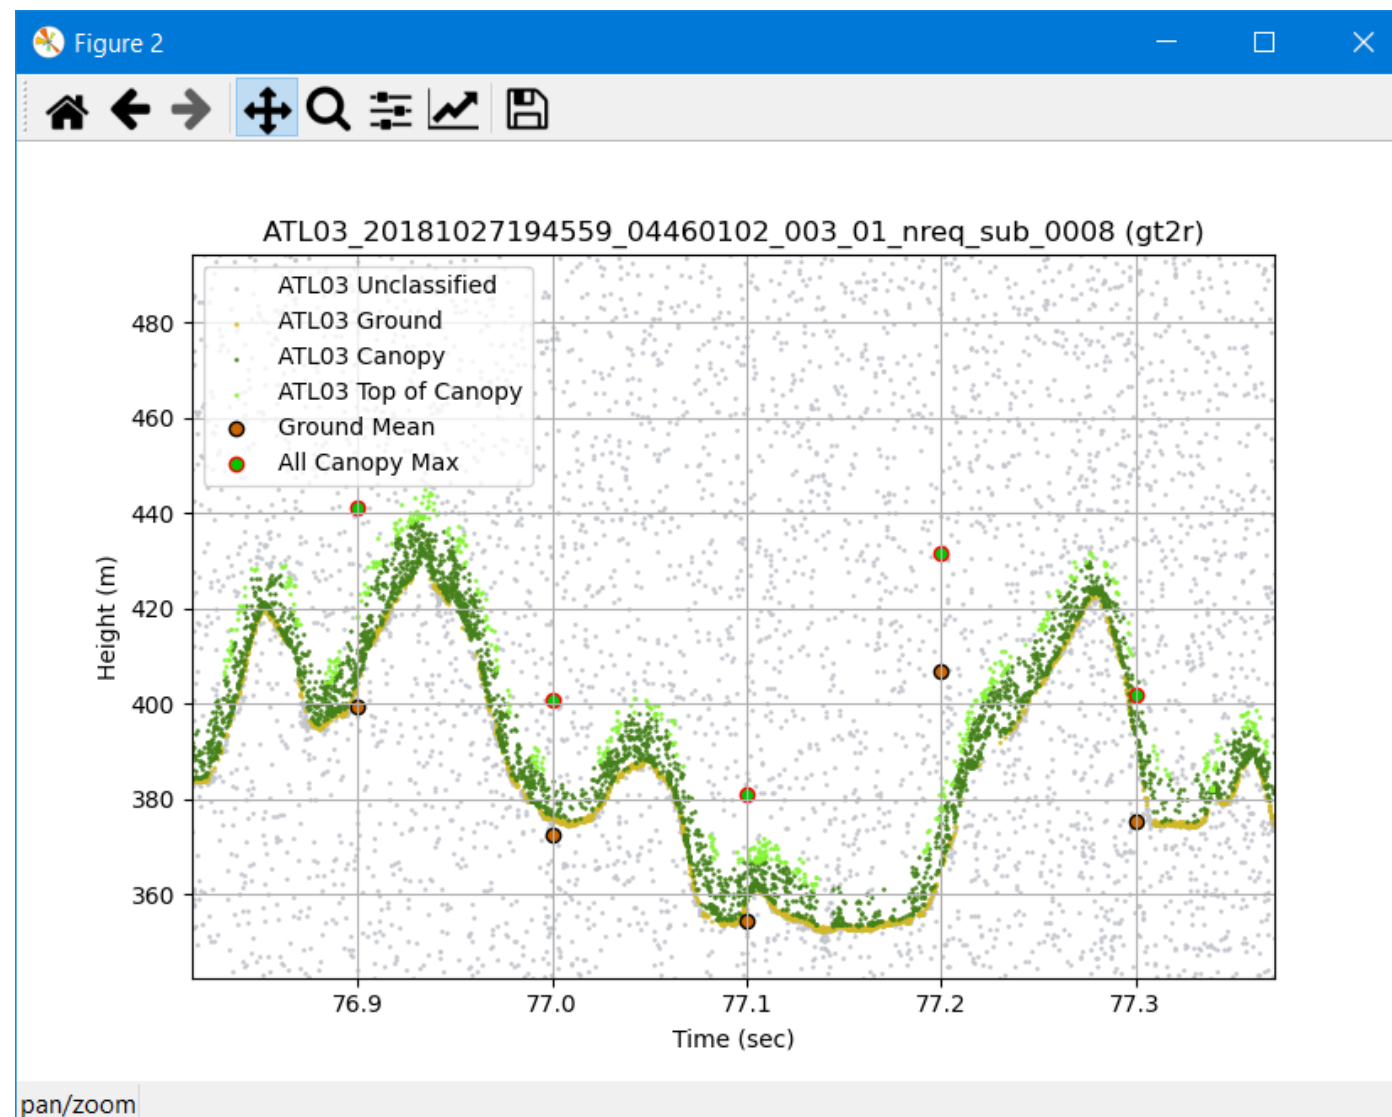 Figure 2
ATL03_20181027194559_04460102_003_01_nreq_sub_0008 (gt2r)
ATL03 Unclassified
ATL03 Ground
ATL03 Canopy
ATL03 Top of Canopy
Ground Mean
All Canopy Max
480
460
440
420
400
380
360
Height (m)
76.9 77.0 77.1 77.2 77.3
Time (sec)
pan/zoom